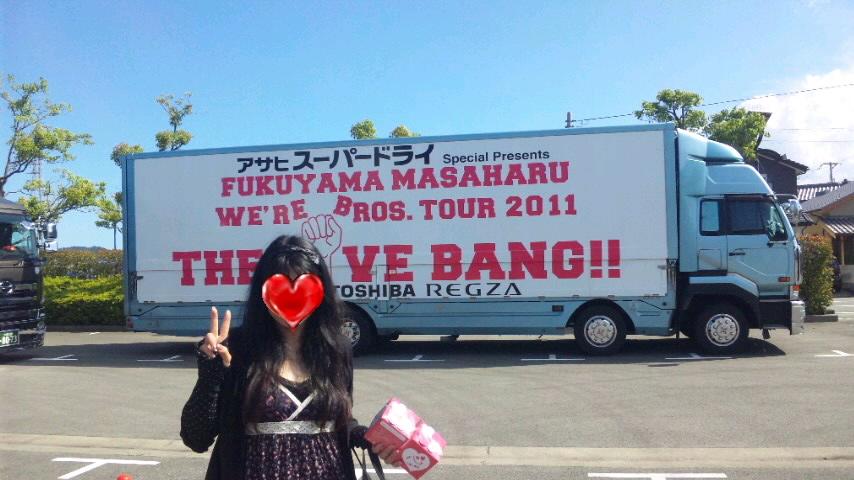 アサヒ スーパードライ Special Presents
FUKUYAMA MASAHARU
WE'RE BROS. TOUR 2011
THE VE BANG!!
TOSHIBA REGZA